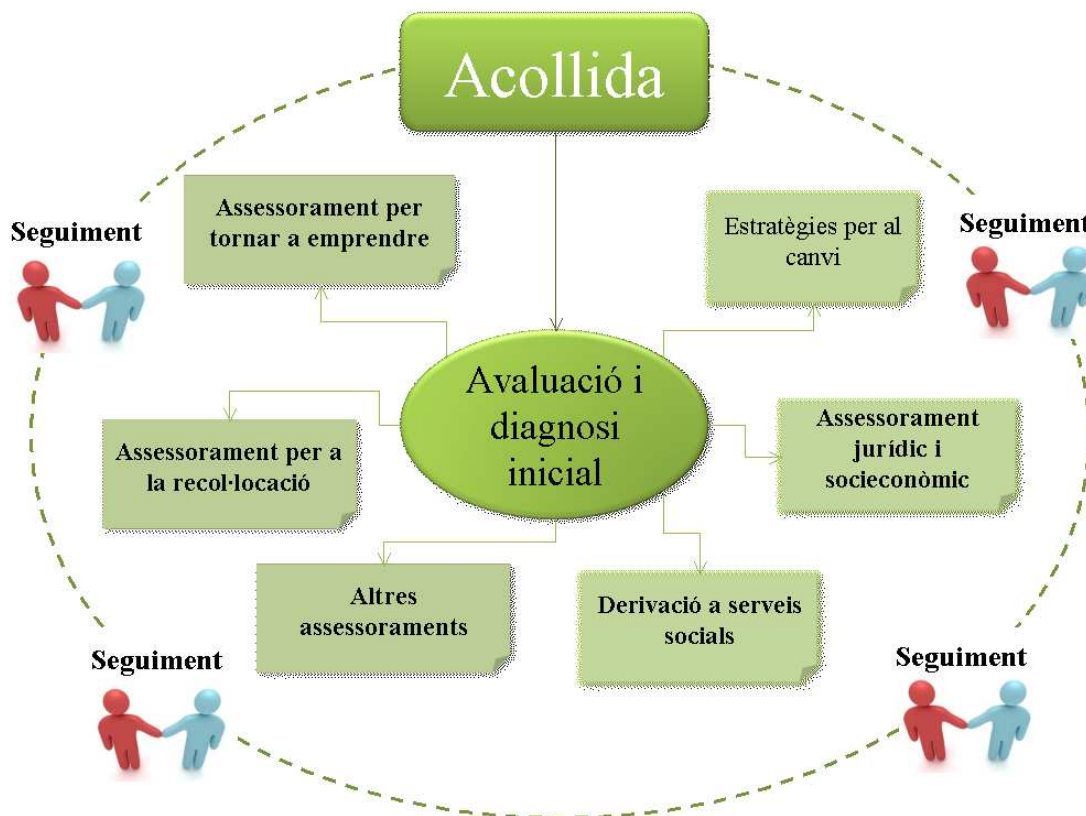 Acollida
Assessorament per
tornar a emprendre
Estratègies per al
canvi
Seguiment
Seguiment
Avaluació i
diagnosi
inicial
Assessorament per a
la recol·locació
Assessorament
jurídic i
socieconòmic
Altres
assessoraments
Derivació a serveis
socials
Seguiment
Seguiment